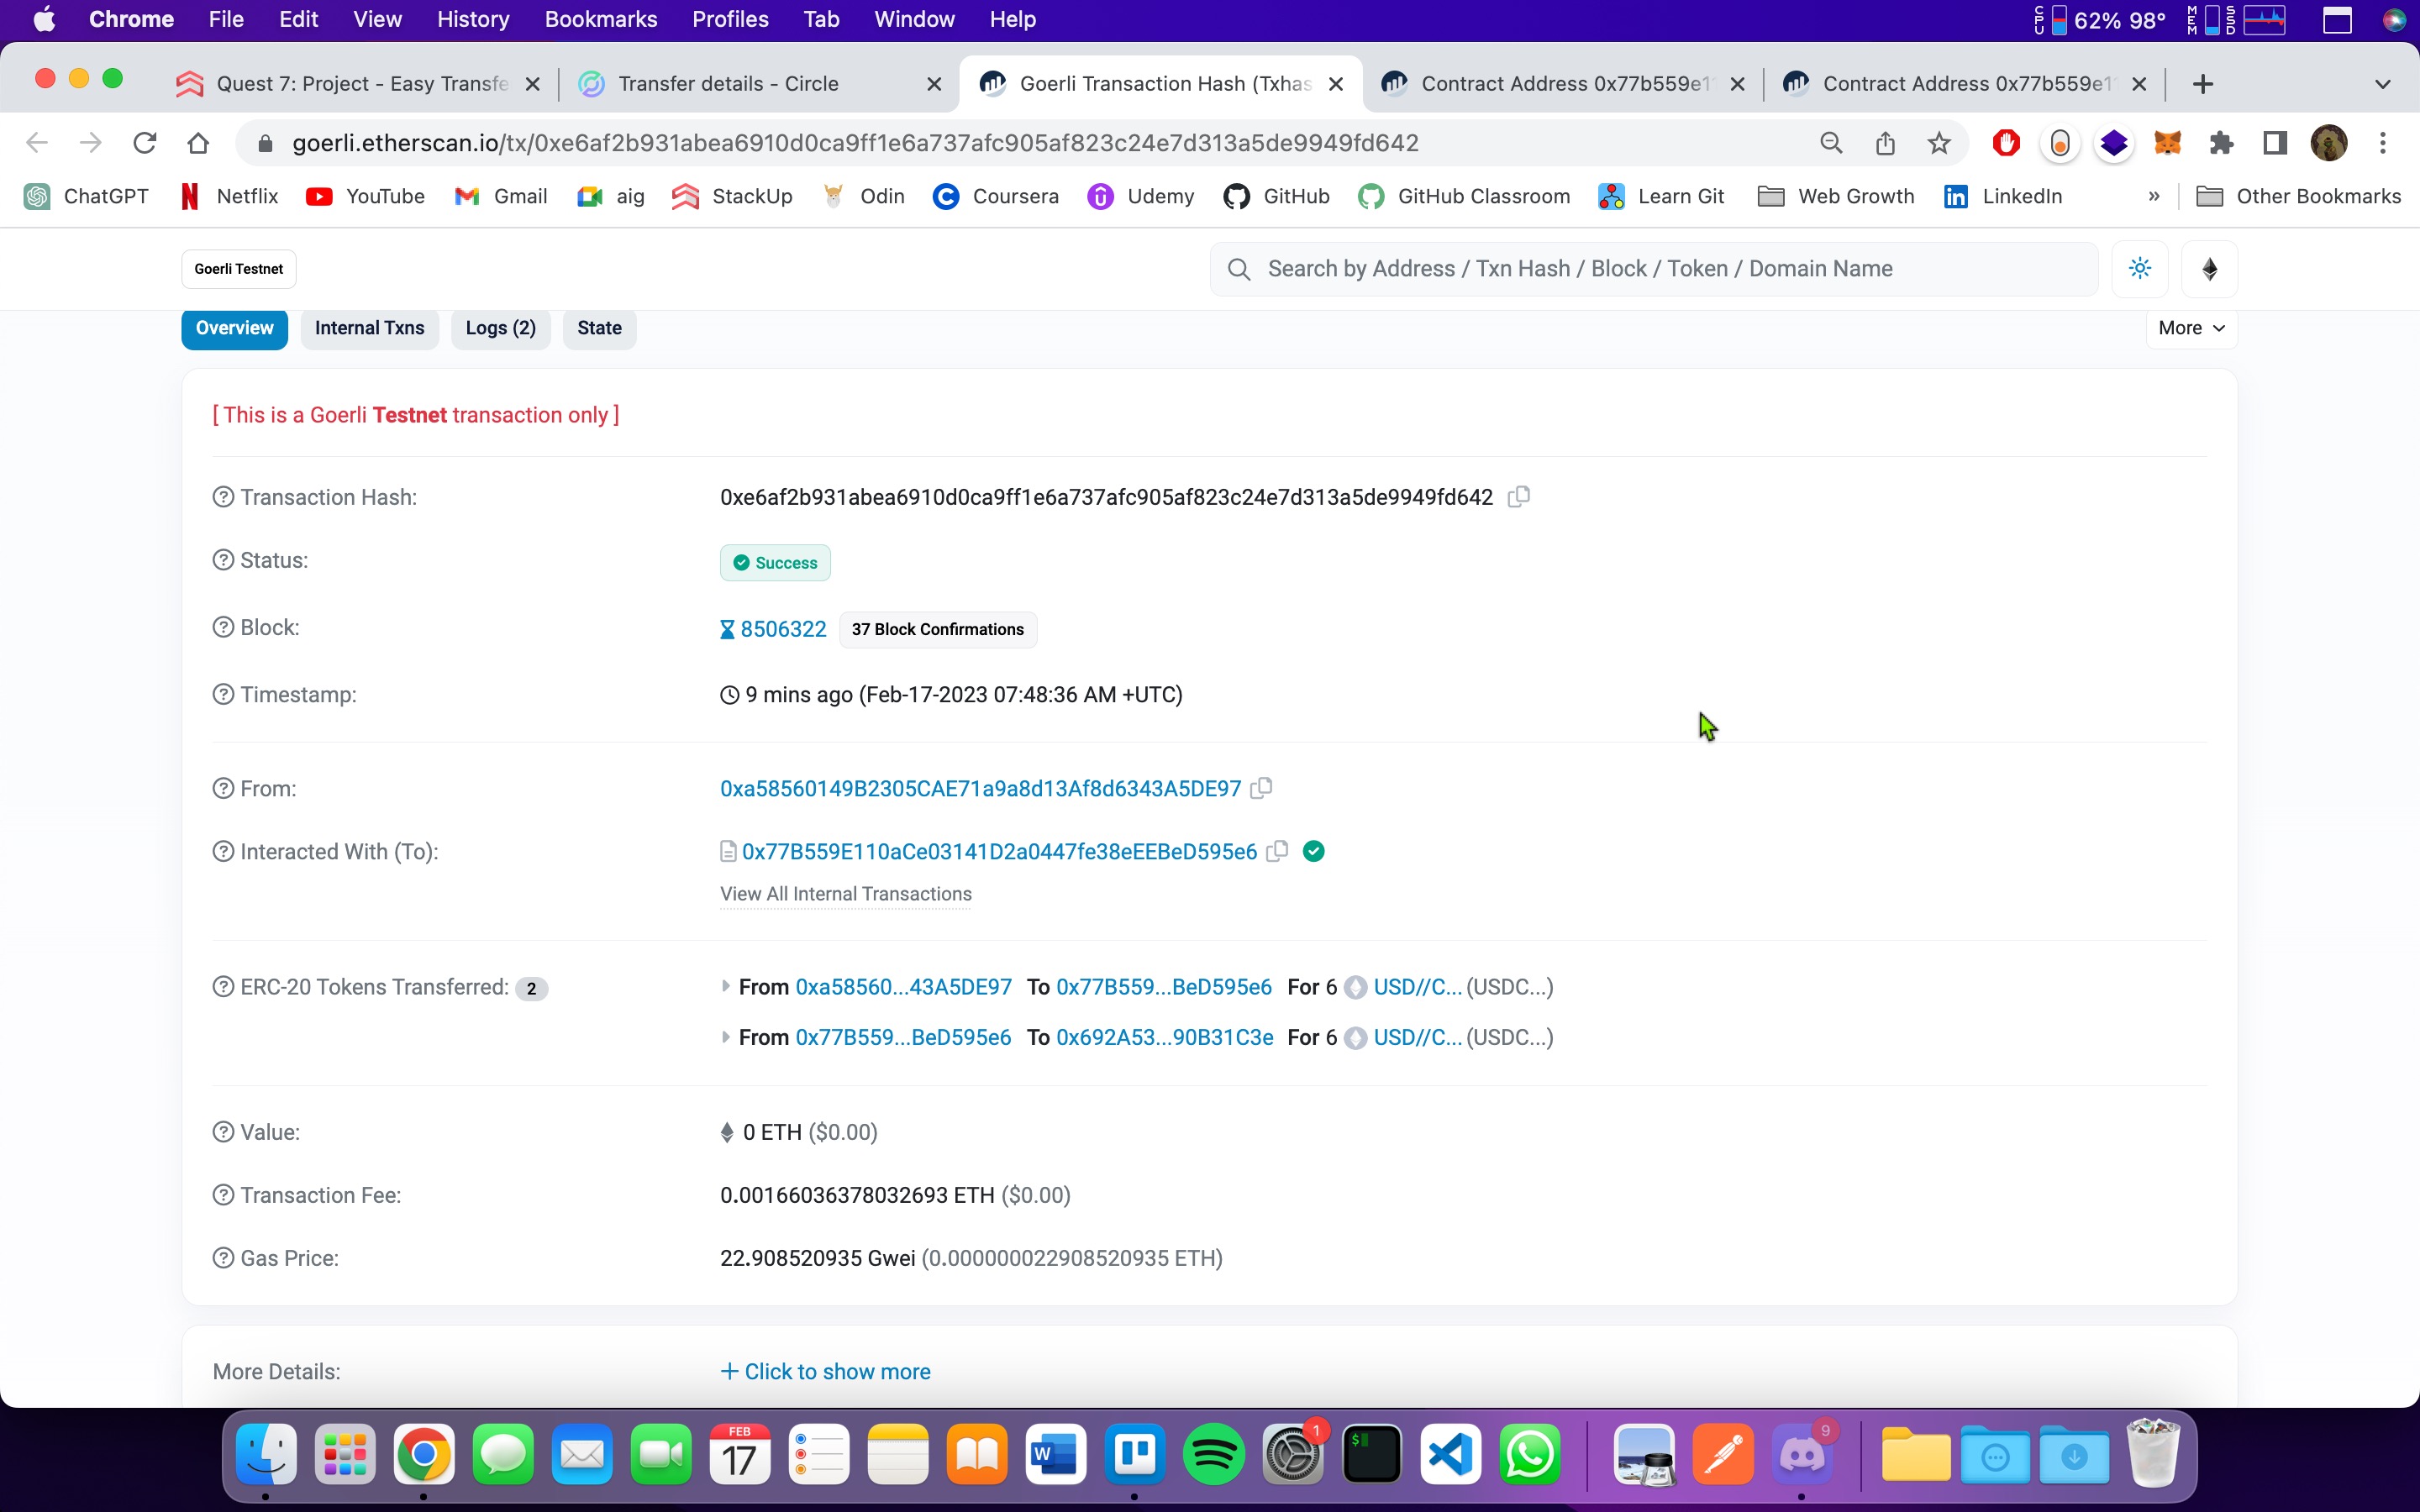 Chrome File Edit View History Bookmarks Profiles Tab Window Help CPU 62% 98° MEM SSD
Quest 7: Project - Easy Transfe Transfer details - Circle Goerli Transaction Hash (Txhas Contract Address 0x77b559e1 Contract Address 0x77b559e1
goerli.etherscan.io/tx/0xe6af2b931abea6910d0ca9ff1e6a737afc905af823c24e7d313a5de9949fd642
ChatGPT Netflix YouTube Gmail aig StackUp Odin Coursera Udemy GitHub GitHub Classroom Learn Git Web Growth LinkedIn » Other Bookmarks
Goerli Testnet Search by Address / Txn Hash / Block / Token / Domain Name
Overview Internal Txns Logs (2) State More
[ This is a Goerli Testnet transaction only ]
Transaction Hash: 0xe6af2b931abea6910d0ca9ff1e6a737afc905af823c24e7d313a5de9949fd642
Status: Success
Block: 8506322 37 Block Confirmations
Timestamp: 9 mins ago (Feb-17-2023 07:48:36 AM +UTC)
From: 0xa58560149B2305CAE71a9a8d13Af8d6343A5DE97
Interacted With (To): 0x77B559E110aCe03141D2a0447fe38eEEBeD595e6
View All Internal Transactions
ERC-20 Tokens Transferred: 2 From 0xa58560...43A5DE97 To 0x77B559...BeD595e6 For 6 USD//C... (USDC...)
From 0x77B559...BeD595e6 To 0x692A53...90B31C3e For 6 USD//C... (USDC...)
Value: 0 ETH ($0.00)
Transaction Fee: 0.00166036378032693 ETH ($0.00)
Gas Price: 22.908520935 Gwei (0.000000022908520935 ETH)
More Details: + Click to show more
FEB 17 W 1 $ 9